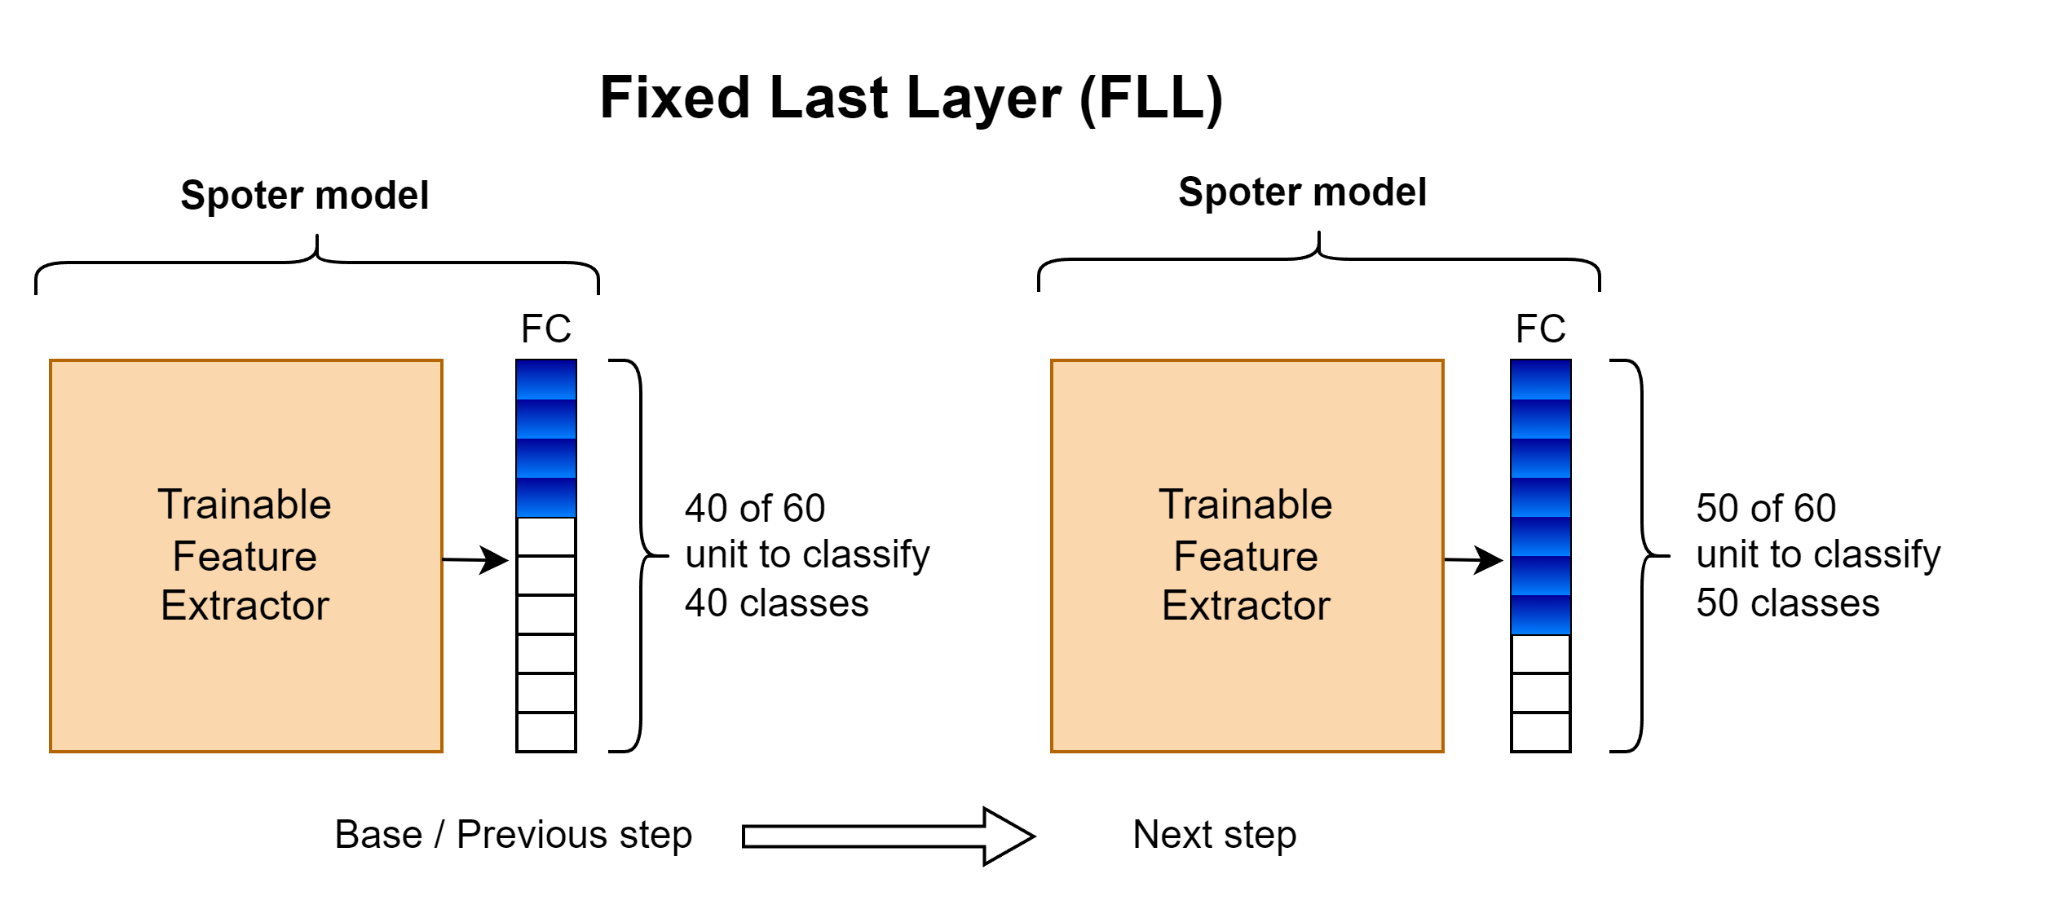 Fixed Last Layer (FLL)
Spoter model
FC
Trainable
Feature
Extractor
40 of 60
unit to classify
40 classes
Spoter model
FC
Trainable
Feature
Extractor
50 of 60
unit to classify
50 classes
Base / Previous step
Next step